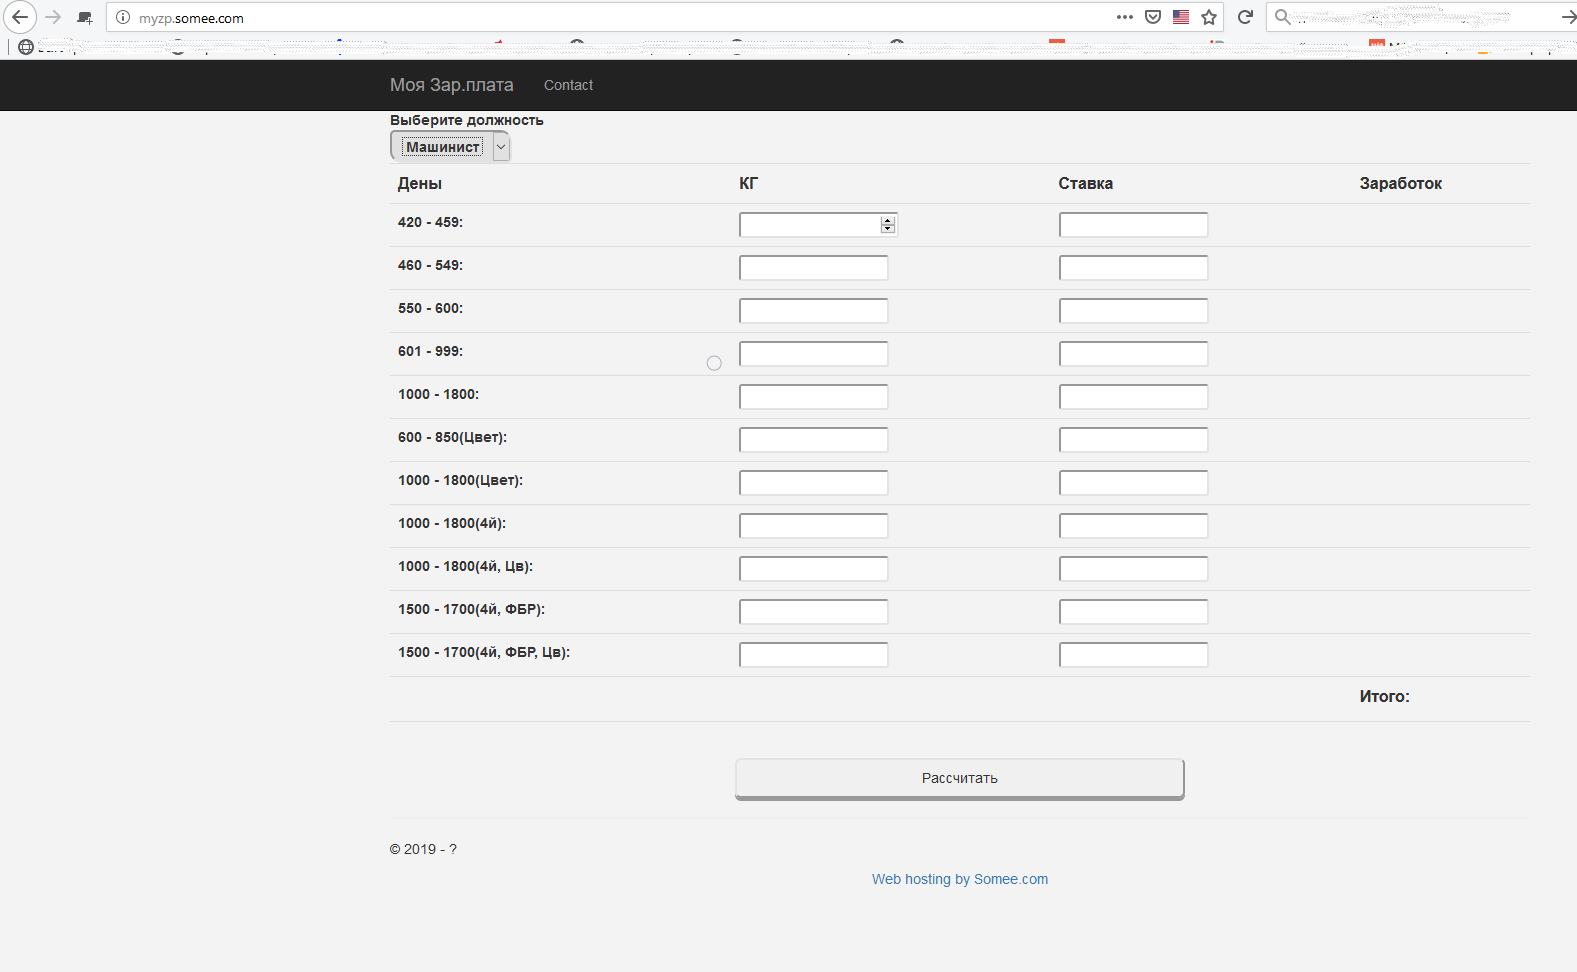 myzp.somee.com
Моя Зар.плата Contact
Выберите должность
Машинист
Дены КГ Ставка Заработок
420 - 459:
460 - 549:
550 - 600:
601 - 999:
1000 - 1800:
600 - 850(Цвет):
1000 - 1800(Цвет):
1000 - 1800(4й):
1000 - 1800(4й, Цв):
1500 - 1700(4й, ФБР):
1500 - 1700(4й, ФБР, Цв):
Итого:
Рассчитать
© 2019 - ?
Web hosting by Somee.com